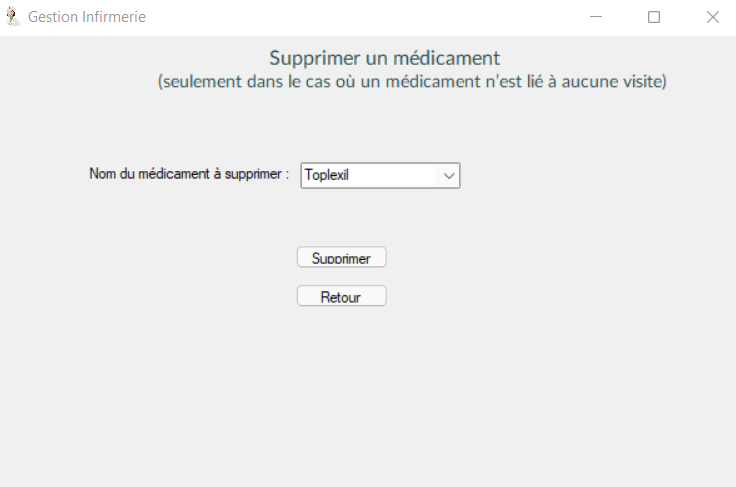 Gestion Infirmerie
Supprimer un médicament
(seulement dans le cas où un médicament n'est lié à aucune visite)
Nom du médicament à supprimer :
Toplexil
Supprimer
Retour